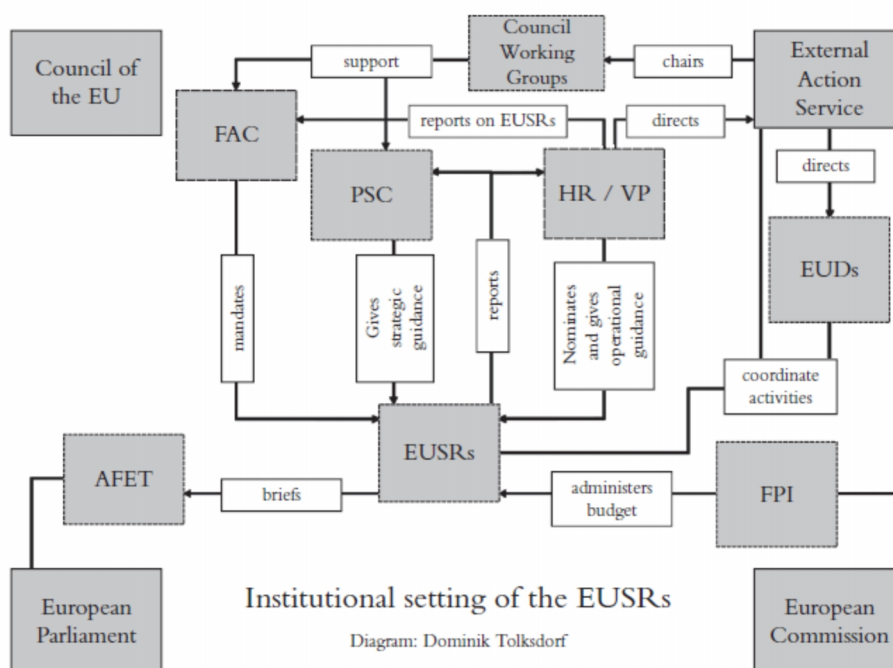 Council of
the EU
support
Council
Working
Groups
chairs
External
Action
Service
FAC
reports on EUSRs
directs
directs
PSC
HR / VP
EUDs
mandates
Gives
strategic
guidance
reports
Nominates
and gives
operational
guidance
coordinate
activities
EUSRs
AFET
briefs
administers
budget
FPI
European
Parliament
Institutional setting of the EUSRs
Diagram: Dominik Tolksdorf
European
Commission